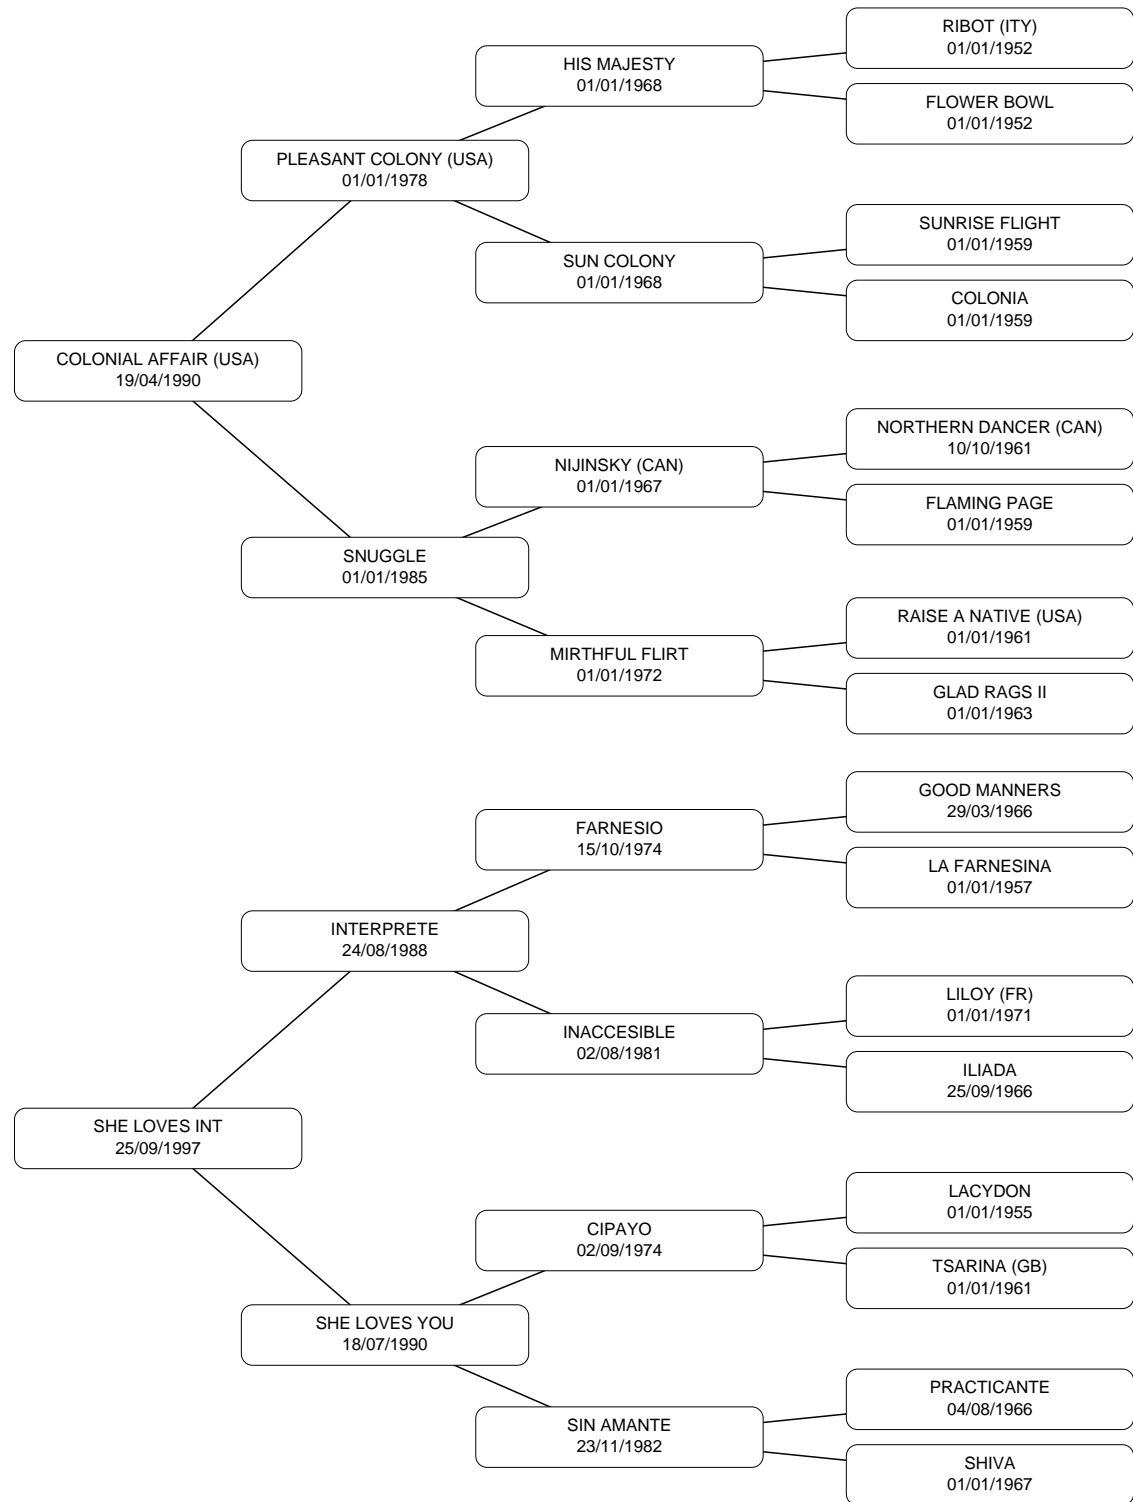 RIBOT (ITY)
01/01/1952
HIS MAJESTY
01/01/1968
FLOWER BOWL
01/01/1952
PLEASANT COLONY (USA)
01/01/1978
SUNRISE FLIGHT
01/01/1959
SUN COLONY
01/01/1968
COLONIA
01/01/1959
COLONIAL AFFAIR (USA)
19/04/1990
NORTHERN DANCER (CAN)
10/10/1961
NIJINSKY (CAN)
01/01/1967
FLAMING PAGE
01/01/1959
SNUGGLE
01/01/1985
RAISE A NATIVE (USA)
01/01/1961
MIRTHFUL FLIRT
01/01/1972
GLAD RAGS II
01/01/1963
GOOD MANNERS
29/03/1966
FARNESIO
15/10/1974
LA FARNESINA
01/01/1957
INTERPRETE
24/08/1988
LILOY (FR)
01/01/1971
INACCESIBLE
02/08/1981
ILIADA
25/09/1966
SHE LOVES INT
25/09/1997
LACYDON
01/01/1955
CIPAYO
02/09/1974
TSARINA (GB)
01/01/1961
SHE LOVES YOU
18/07/1990
PRACTICANTE
04/08/1966
SIN AMANTE
23/11/1982
SHIVA
01/01/1967